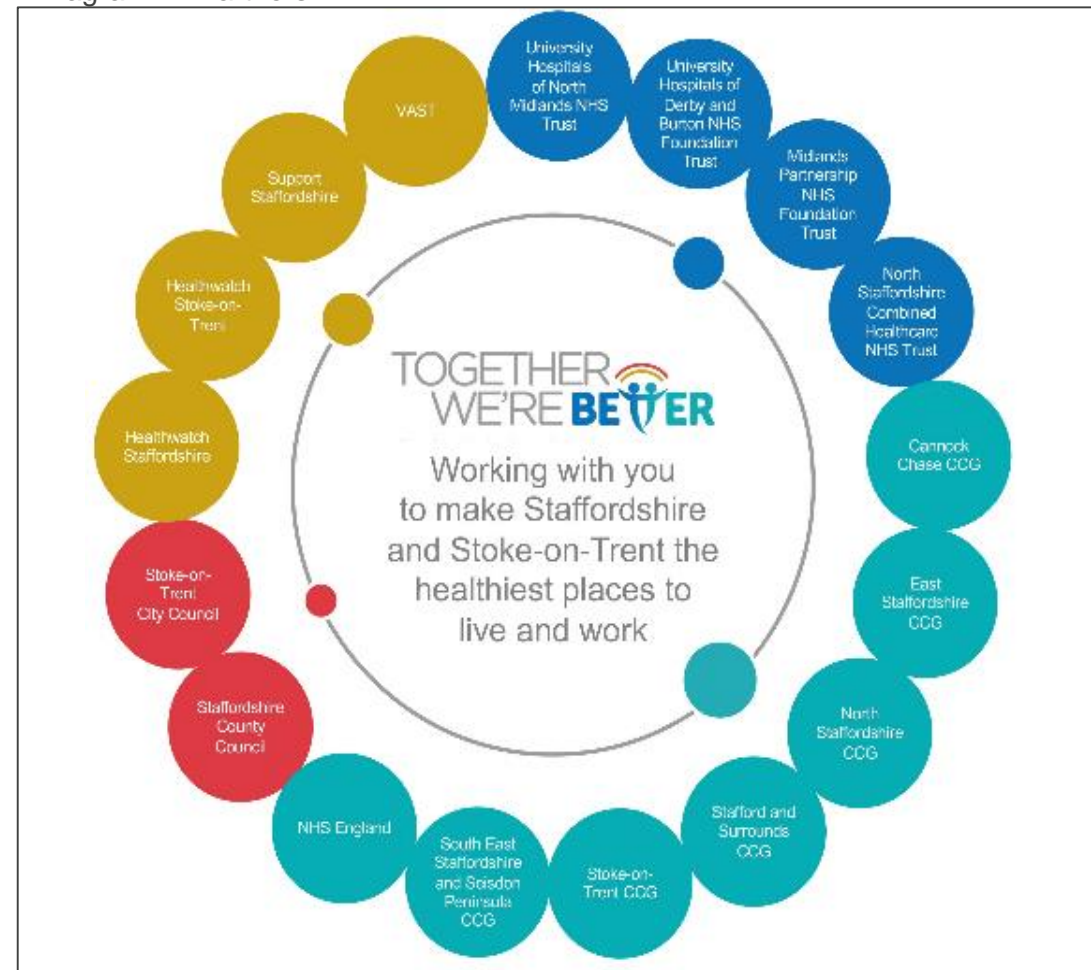 University
Hospitals
of North
Midlands NHS
Trust
University
Hospitals of
Derby and
Burton NHS
Foundation
Trust
Midlands
Partnership
NHS
Foundation
Trust
North
Staffordshire
Combined
Healthcare
NHS Trust
Cannock
Chase CCG
East
Staffordshire
CCG
North
Staffordshire
CCG
Stafford and
Surrounds
CCG
Stoke-on-
Trent CCG
South East
Staffordshire
and Seisdon
Peninsula
CCG
NHS England
Staffordshire
County
Council
Stoke-on-
Trent
City Council
Healthwatch
Staffordshire
Healthwatch
Stoke-on-
Trent
Support
Staffordshire
VAST
TOGETHER
WE'RE BETTER
Working with you
to make Staffordshire
and Stoke-on-Trent the
healthiest places to
live and work